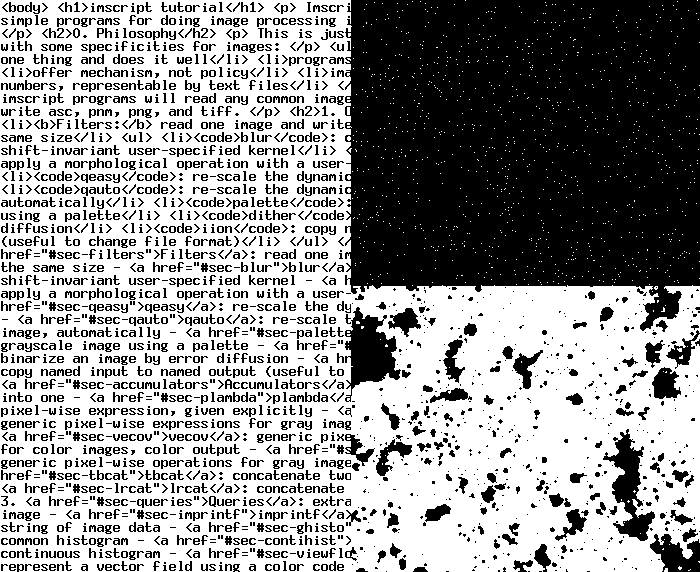 <body> <h1>imscript tutorial</h1> <p> Imscri
simple programs for doing image processing i
</p> <h2>0. Philosophy</h2> <p> This is just
with some specificities for images: </p> <ul
one thing and does it well</li> <li>programs
<li>offer mechanism, not policy</li> <li>ima
numbers, representable by text files</li> </
imscript programs will read any common image
write asc, pnm, png, and tiff. </p> <h2>1. O
<li><b>Filters:</b> read one image and write
same size</li> <ul> <li><code>blur</code>: c
shift-invariant user-specified kernel</li> <
apply a morphological operation with a user-
<li><code>qeasy</code>: re-scale the dynamic
<li><code>qauto</code>: re-scale the dynamic
automatically</li> <li><code>palette</code>:
using a palette</li> <li><code>dither</code>
diffusion</li> <li><code>iion</code>: copy n
(useful to change file format)</li> </ul> </
href="#sec-filters">Filters</a>: read one im
the same size - <a href="#sec-blur">blur</a>
shift-invariant user-specified kernel - <a h
apply a morphological operation with a user-
href="#sec-qeasy">qeasy</a>: re-scale the dy
- <a href="#sec-qauto">qauto</a>: re-scale t
image, automatically - <a href="#sec-palette
grayscale image using a palette - <a href="#
binarize an image by error diffusion - <a hr
copy named input to named output (useful to
<a href="#sec-accumulators">Accumulators</a>
into one - <a href="#sec-plambda">plambda</a
pixel-wise expression, given explicitly - <a
generic pixel-wise expressions for gray imag
<a href="#sec-vecov">vecov</a>: generic pixe
for color images, color output - <a href="#s
generic pixel-wise operations for gray image
href="#sec-tbcat">tbcat</a>: concatenate two
<a href="#sec-lrcat">lrcat</a>: concatenate
3. <a href="#sec-queries">Queries</a>: extra
image - <a href="#sec-imprintf">imprintf</a>
string of image data - <a href="#sec-ghisto"
common histogram - <a href="#sec-contihist">
continuous histogram - <a href="#sec-viewflo
represent a vector field using a color code